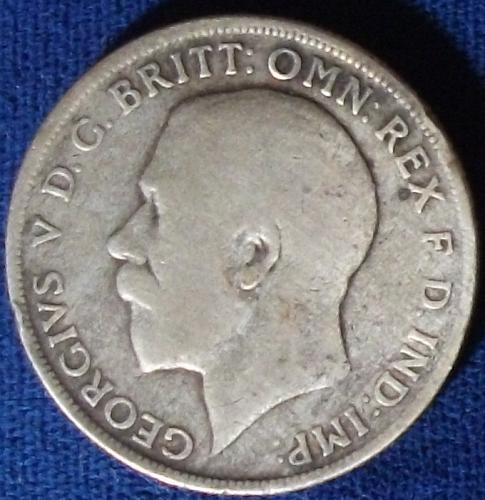 GEORGIVS V D. G. BRITT: OMN: REX F. D. IND: IMP: